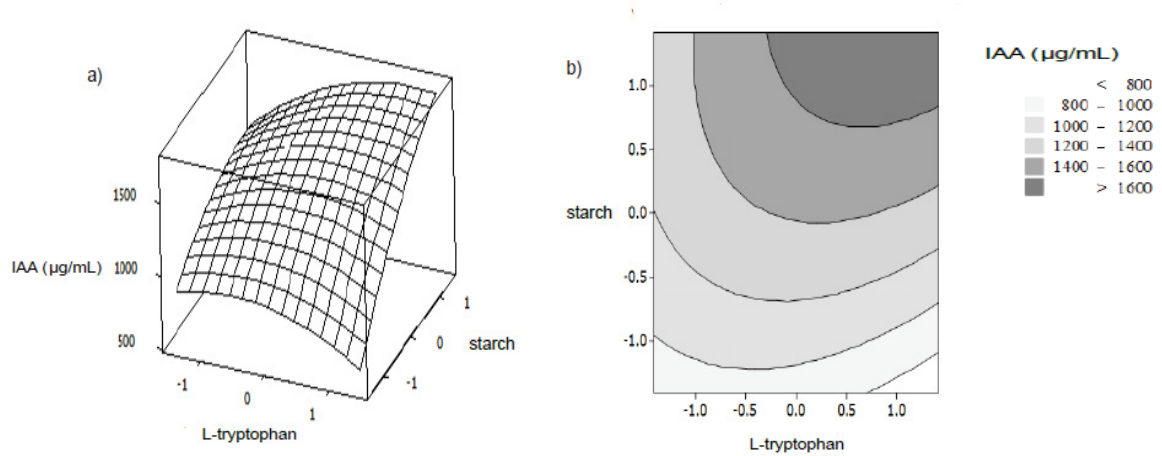 a)
1500
1000
500
IAA (µg/mL)
-1
0
1
L-tryptophan
-1
0
1
starch
b)
1.0
0.5
0.0
-0.5
-1.0
starch
-1.0 -0.5 0.0 0.5 1.0
L-tryptophan
IAA (µg/mL)
< 800
800 – 1000
1000 – 1200
1200 – 1400
1400 – 1600
> 1600